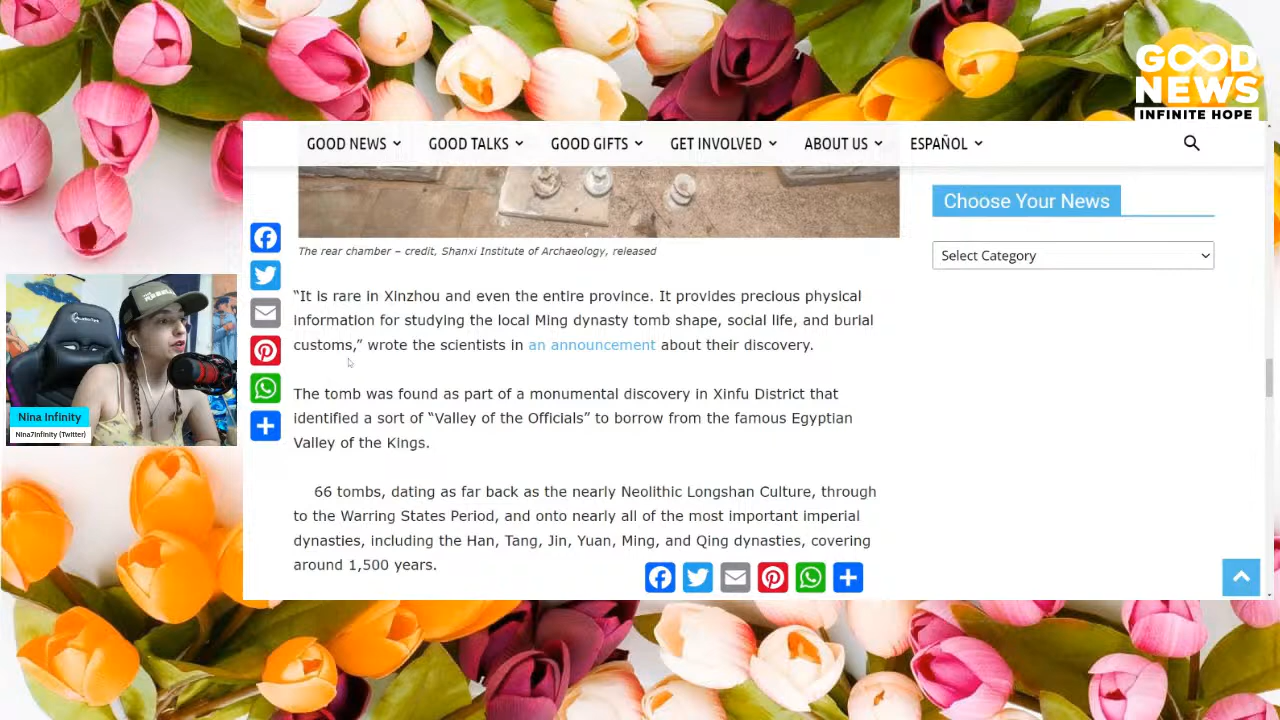 GOOD
NEWS
INFINITE HOPE
GOOD NEWS GOOD TALKS GOOD GIFTS GET INVOLVED ABOUT US ESPAÑOL
Choose Your News
Select Category
The rear chamber – credit, Shanxi Institute of Archaeology, released
“It is rare in Xinzhou and even the entire province. It provides precious physical
information for studying the local Ming dynasty tomb shape, social life, and burial
customs,” wrote the scientists in an announcement about their discovery.
The tomb was found as part of a monumental discovery in Xinfu District that
identified a sort of “Valley of the Officials” to borrow from the famous Egyptian
Valley of the Kings.
66 tombs, dating as far back as the nearly Neolithic Longshan Culture, through
to the Warring States Period, and onto nearly all of the most important imperial
dynasties, including the Han, Tang, Jin, Yuan, Ming, and Qing dynasties, covering
around 1,500 years.
Nina Infinity
Nina7Infinity (Twitter)